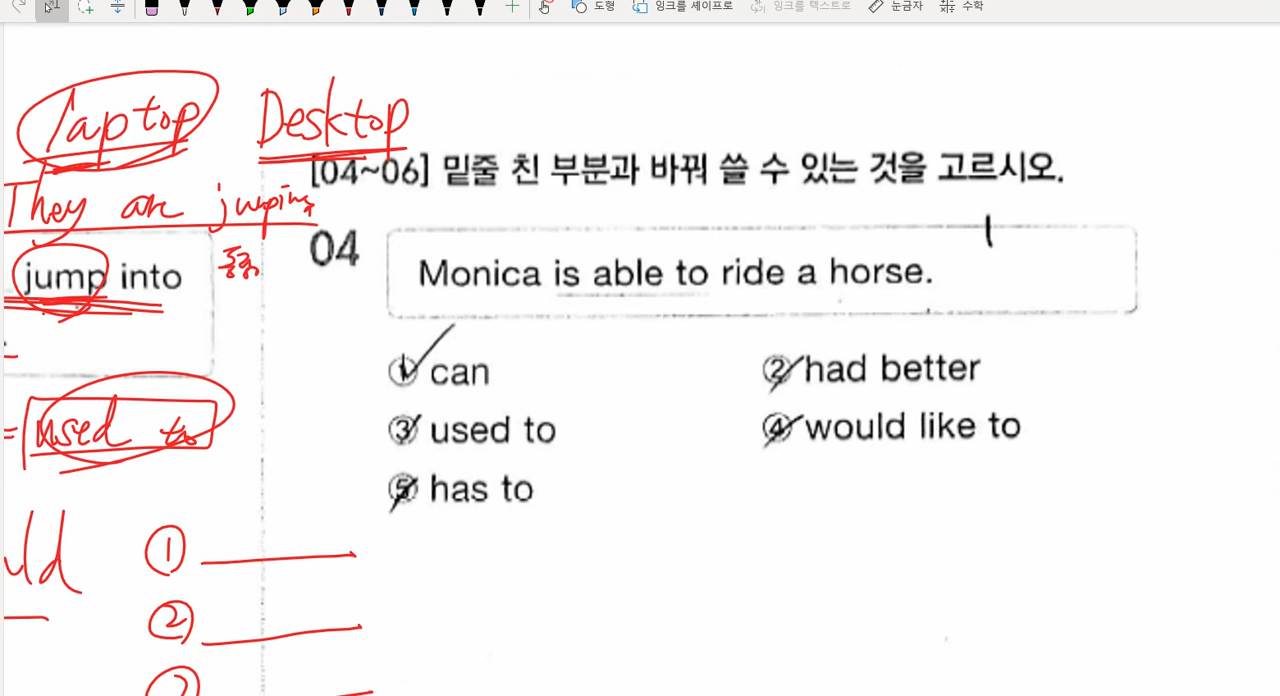 도형 잉크를 셰이프로 잉크를 텍스트로 눈금자 수학
laptop Desktop
They are jumping
jump into
= used to
①
②
[04~06] 밑줄 친 부분과 바꿔 쓸 수 있는 것을 고르시오.
04
Monica is able to ride a horse.
① can ② had better
③ used to ④ would like to
⑤ has to